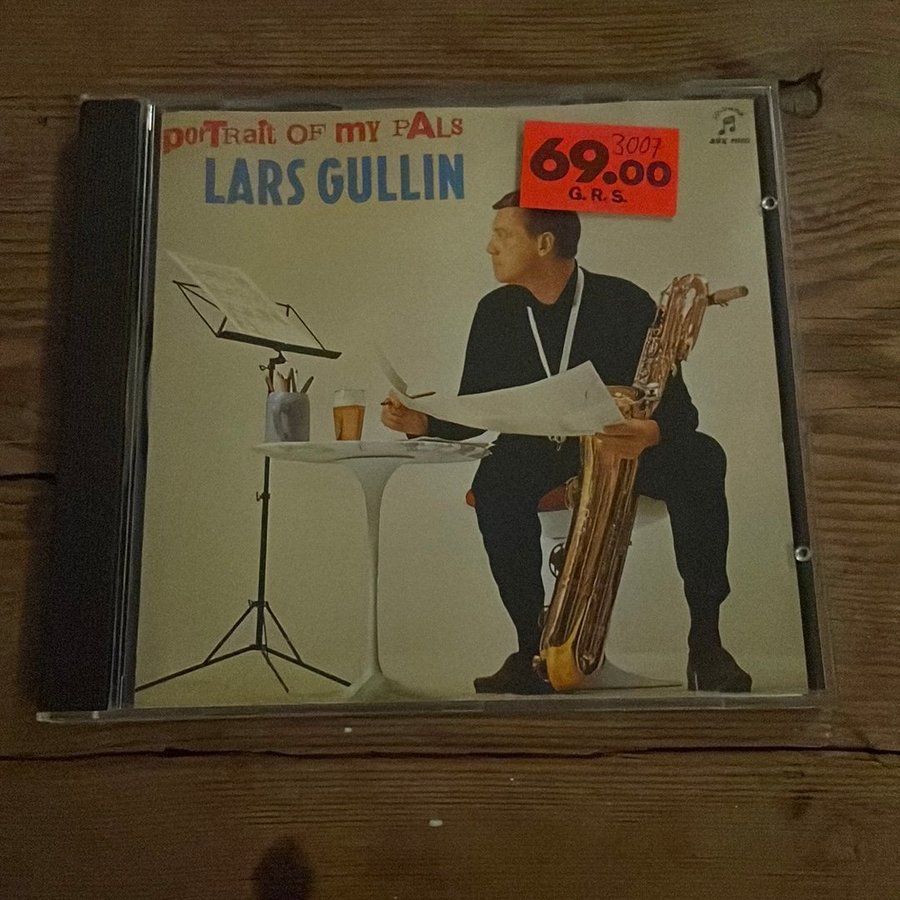 porTraiT OF my PALS
LARS GULLIN
3007
69.00
G. R. S.